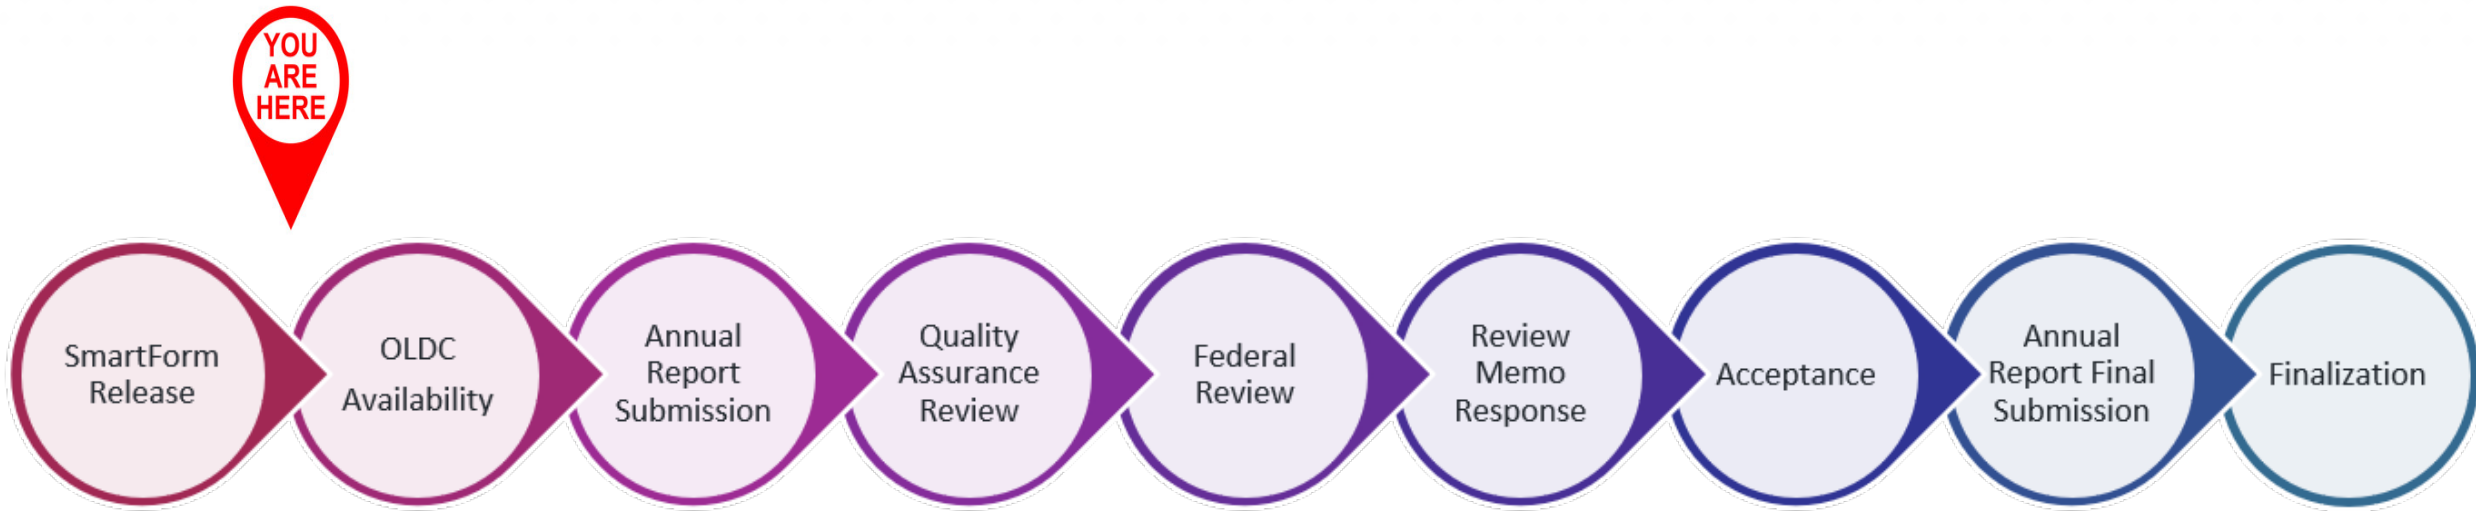 YOU
ARE
HERE
SmartForm
Release
OLDC
Availability
Annual
Report
Submission
Quality
Assurance
Review
Federal
Review
Review
Memo
Response
Acceptance
Annual
Report Final
Submission
Finalization